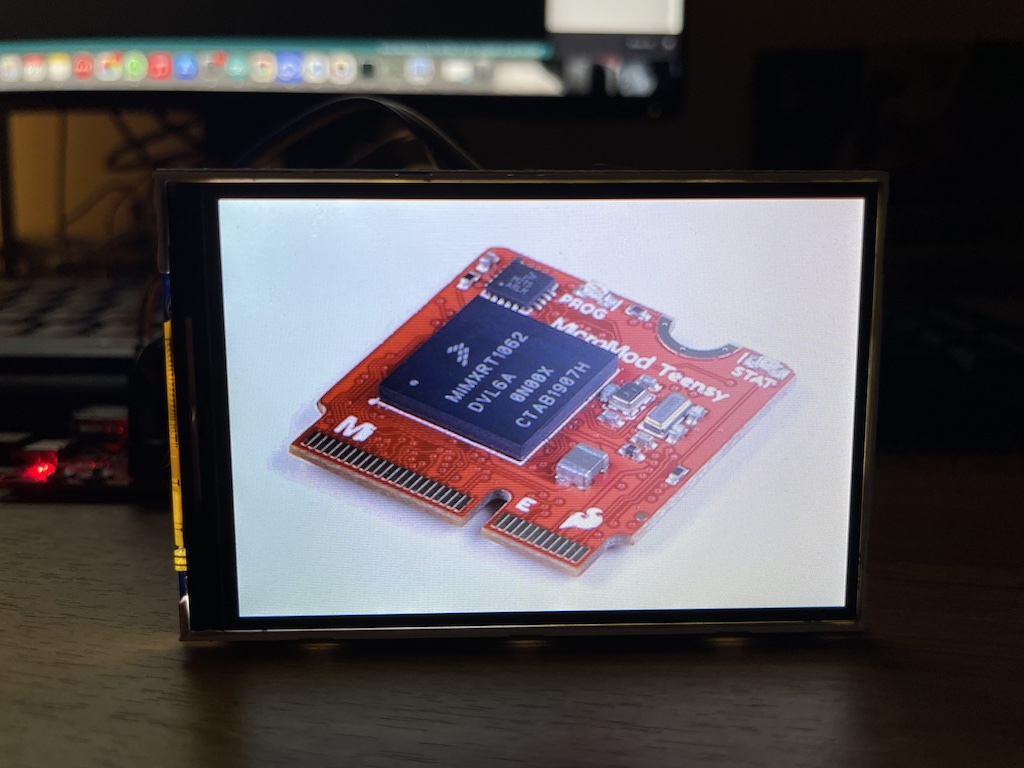 PROG
MicroMod Teensy
STAT
MIMXRT1062
DVL6A
0N00X
CTAB1907H
M
E